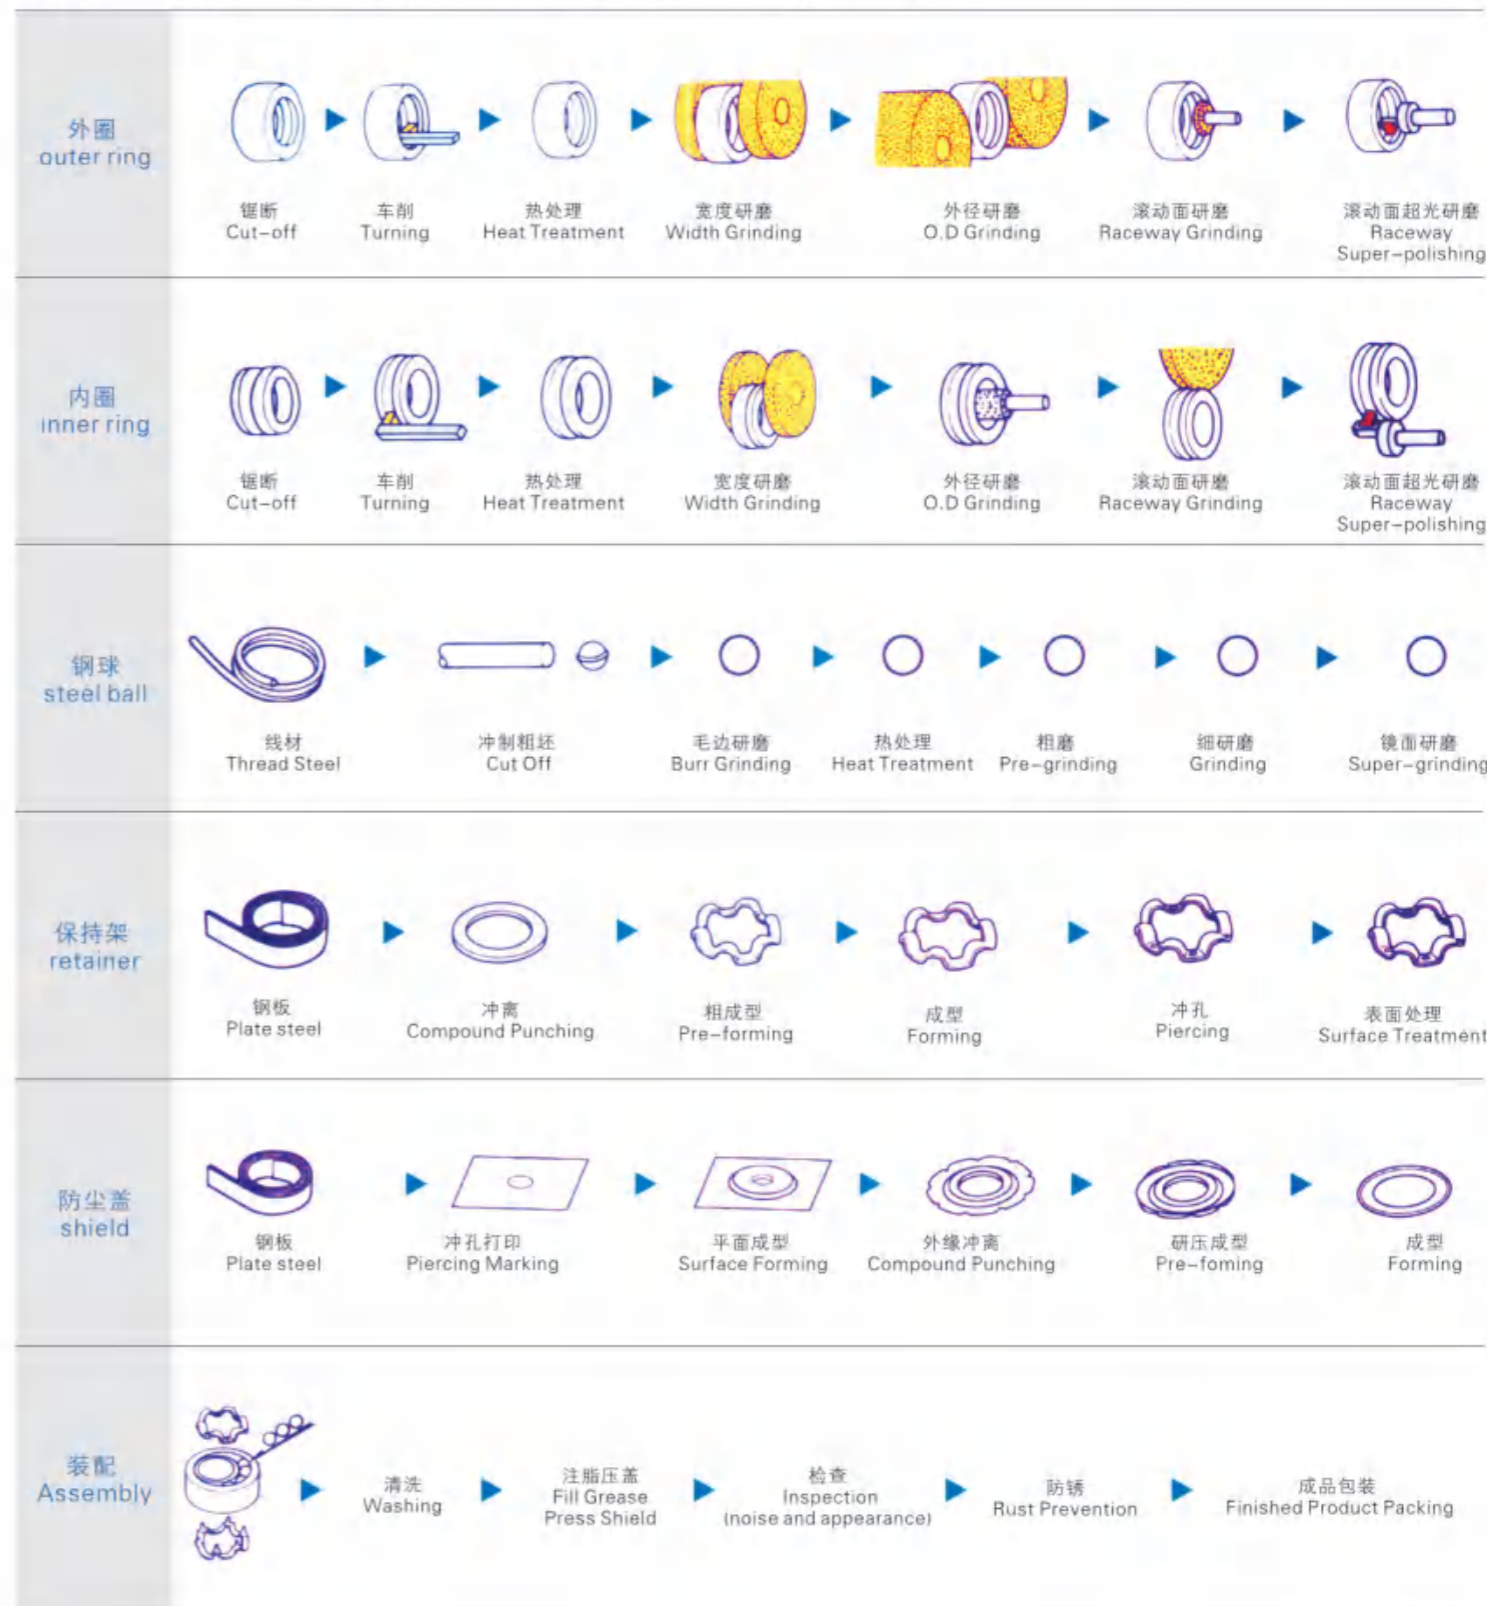 外圈
outer ring
锯断
Cut-off
车削
Turning
热处理
Heat Treatment
宽度研磨
Width Grinding
外径研磨
O.D Grinding
滚动面研磨
Raceway Grinding
滚动面超光研磨
Raceway
Super-polishing
内圈
inner ring
锯断
Cut-off
车削
Turning
热处理
Heat Treatment
宽度研磨
Width Grinding
外径研磨
O.D Grinding
滚动面研磨
Raceway Grinding
滚动面超光研磨
Raceway
Super-polishing
钢球
steel ball
线材
Thread Steel
冲制粗坯
Cut Off
毛边研磨
Burr Grinding
热处理
Heat Treatment
粗磨
Pre-grinding
细研磨
Grinding
镜面研磨
Super-grinding
保持架
retainer
钢板
Plate steel
冲离
Compound Punching
粗成型
Pre-forming
成型
Forming
冲孔
Piercing
表面处理
Surface Treatment
防尘盖
shield
钢板
Plate steel
冲孔打印
Piercing Marking
平面成型
Surface Forming
外缘冲离
Compound Punching
研压成型
Pre-foming
成型
Forming
装配
Assembly
清洗
Washing
注脂压盖
Fill Grease
Press Shield
检查
Inspection
(noise and appearance)
防锈
Rust Prevention
成品包装
Finished Product Packing